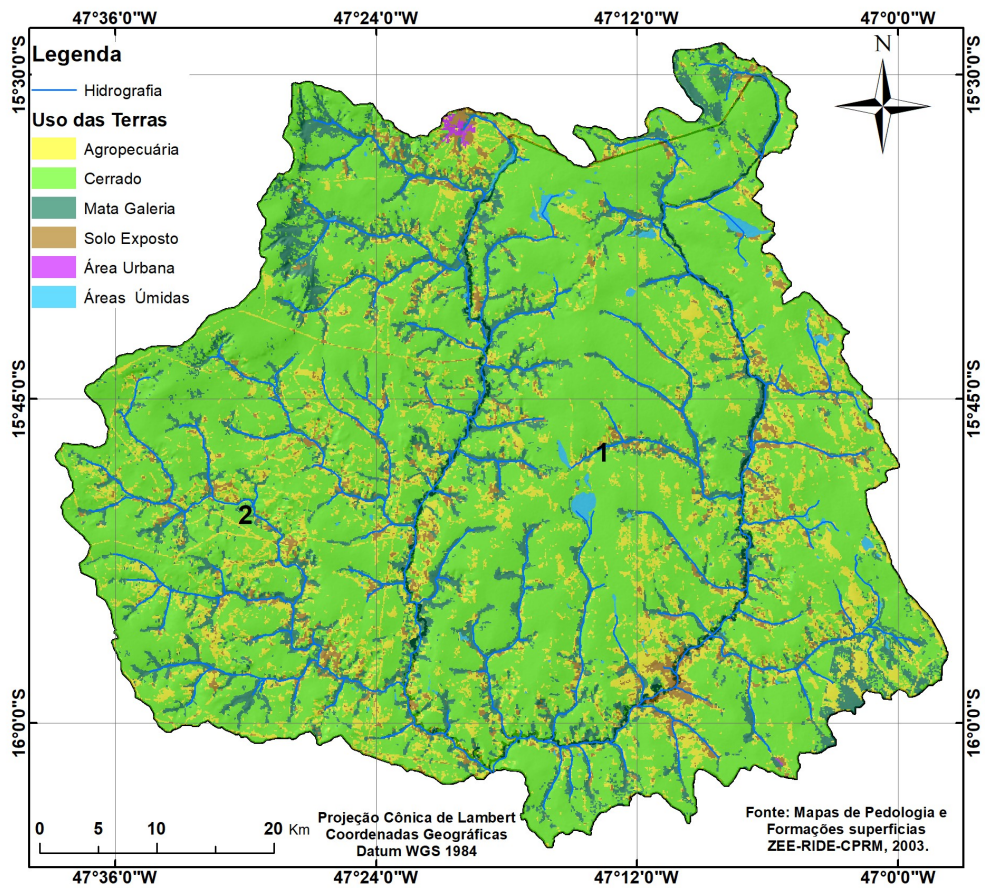 47°36'0"W
47°24'0"W
47°12'0"W
47°0'0"W
Legenda
Hidrografia
Uso das Terras
Agropecuária
Cerrado
Mata Galeria
Solo Exposto
Área Urbana
Áreas Úmidas
N
15°30'0"S
15°30'0"S
15°45'0"S
15°45'0"S
1
2
16°0'0"S
16°0'0"S
0 5 10 20 Km
Projeção Cônica de Lambert
Coordenadas Geográficas
Datum WGS 1984
Fonte: Mapas de Pedologia e
Formações superficias
ZEE-RIDE-CPRM, 2003.
47°36'0"W
47°24'0"W
47°12'0"W
47°0'0"W